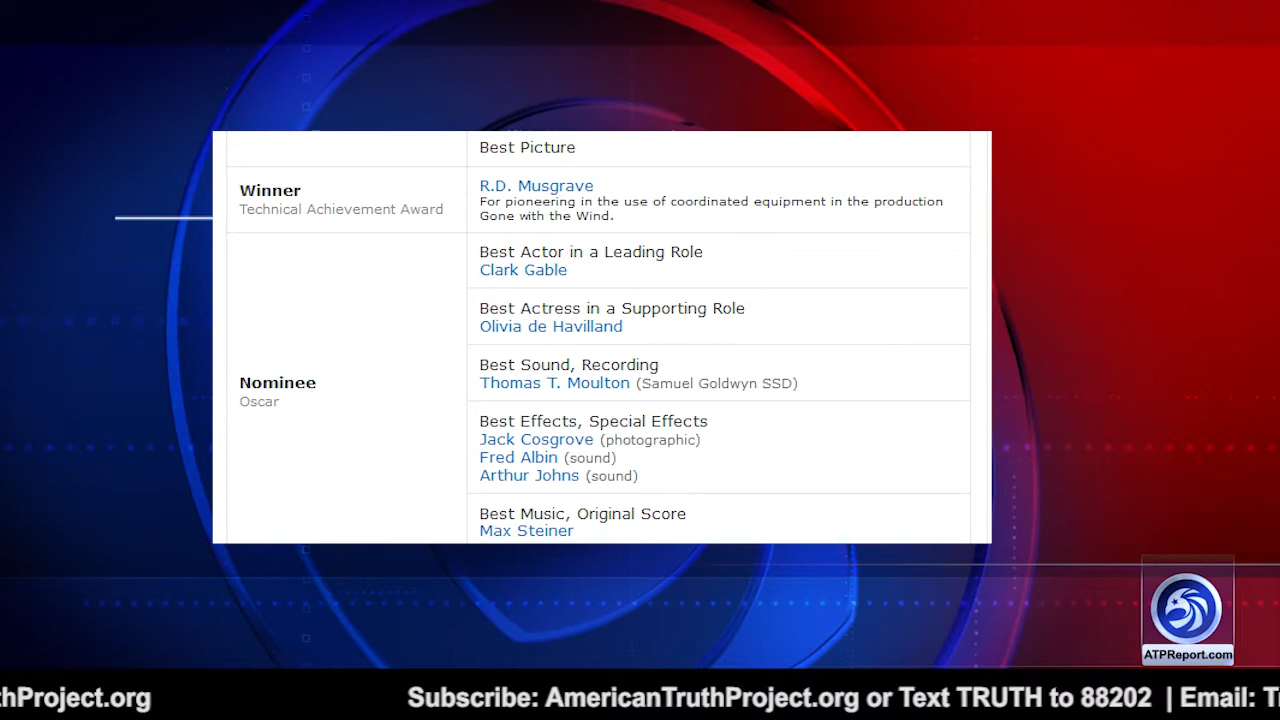 Best Picture
Winner
Technical Achievement Award
R.D. Musgrave
For pioneering in the use of coordinated equipment in the production
Gone with the Wind.
Nominee
Oscar
Best Actor in a Leading Role
Clark Gable
Best Actress in a Supporting Role
Olivia de Havilland
Best Sound, Recording
Thomas T. Moulton (Samuel Goldwyn SSD)
Best Effects, Special Effects
Jack Cosgrove (photographic)
Fred Albin (sound)
Arthur Johns (sound)
Best Music, Original Score
Max Steiner
ATPReport.com
thProject.org Subscribe: AmericanTruthProject.org or Text TRUTH to 88202 | Email: T